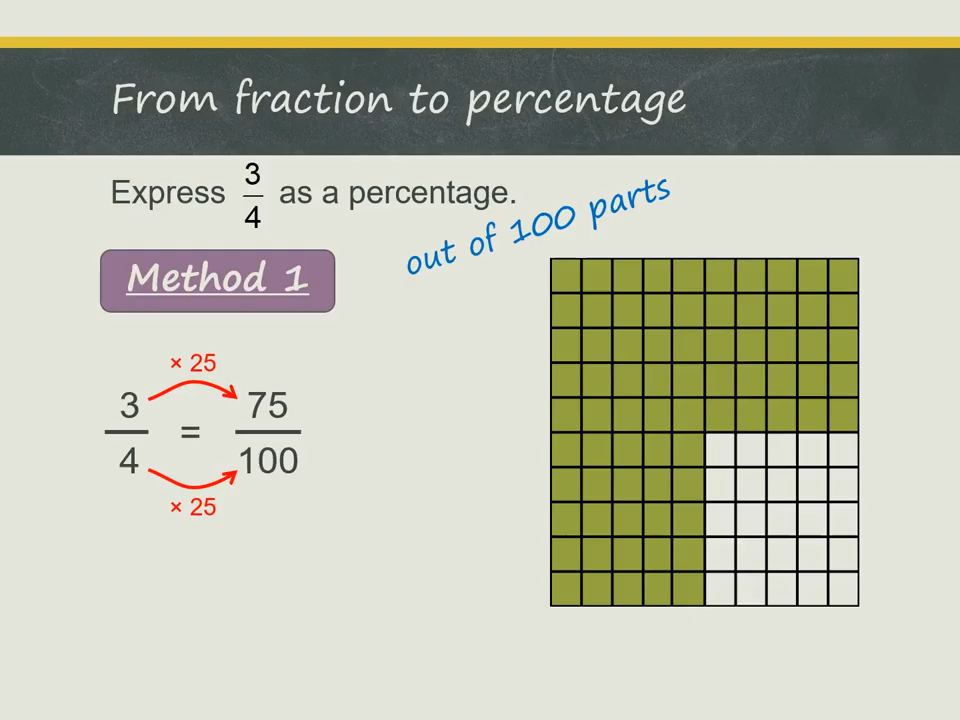 From fraction to percentage
Express 3/4 as a percentage.
out of 100 parts
Method 1
× 25
3/4 = 75/100
× 25